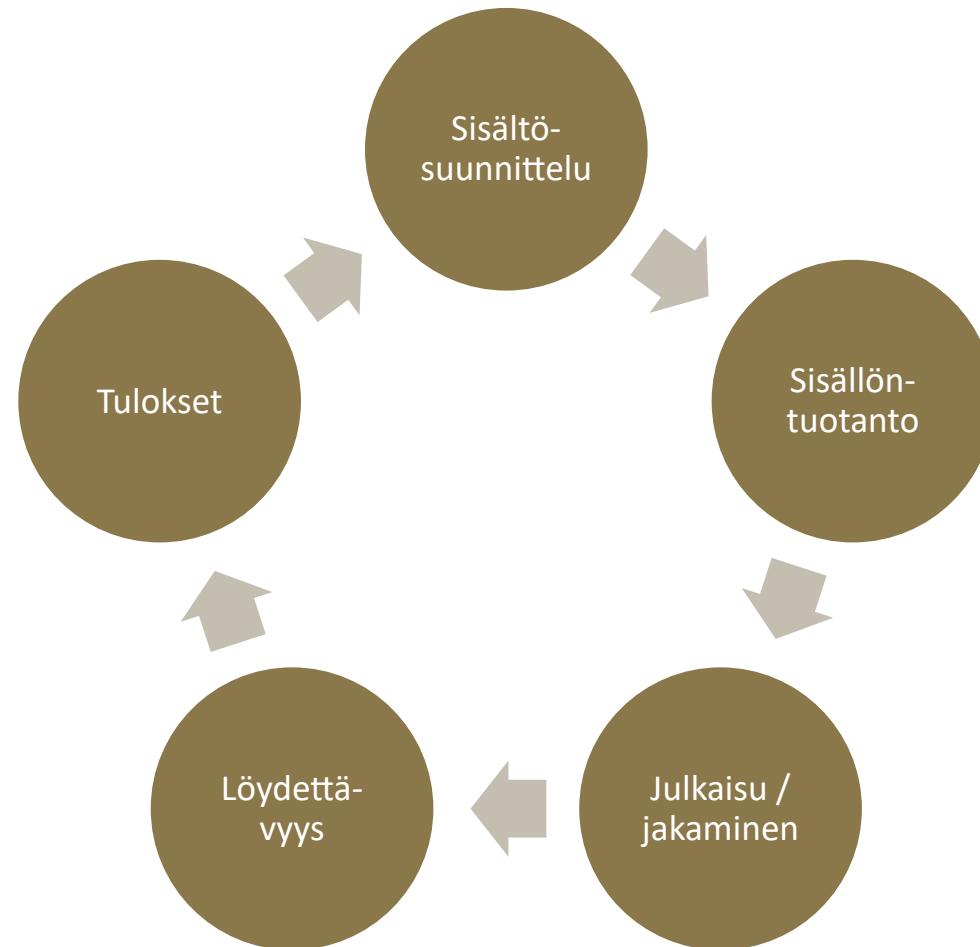 Sisältö-
suunnittelu
Sisällön-
tuotanto
Julkaisu /
jakaminen
Löydettä-
vyys
Tulokset